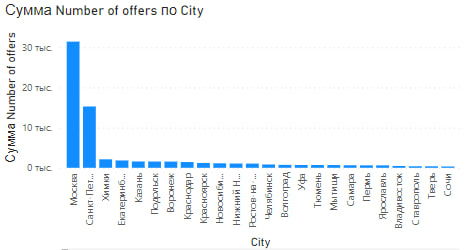 Сумма Number of offers по City
Сумма Number of offers
30 тыс.
20 тыс.
10 тыс.
0 тыс.
Москва
Санкт-Пет...
Химки
Екатеринб...
Казань
Подольск
Воронеж
Краснодар
Красноярск
Новосиби...
Нижний Н...
Ростов-на-...
Челябинск
Волгоград
Уфа
Тюмень
Мытищи
Самара
Пермь
Ярославль
Владивосток
Ставрополь
Тверь
Сочи
City